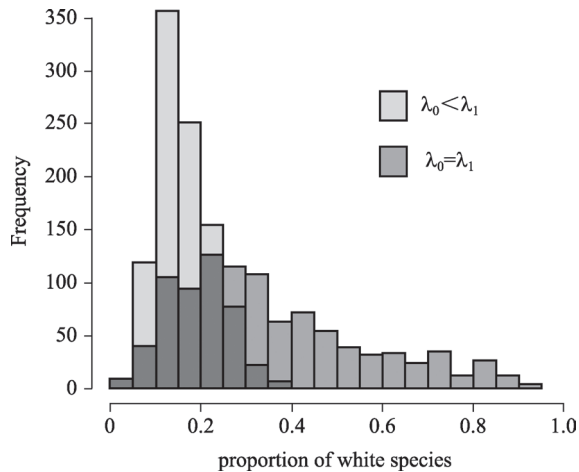 350
300
250
200
150
100
50
0
Frequency
λ₀<λ₁
λ₀=λ₁
0 0.2 0.4 0.6 0.8 1.0
proportion of white species